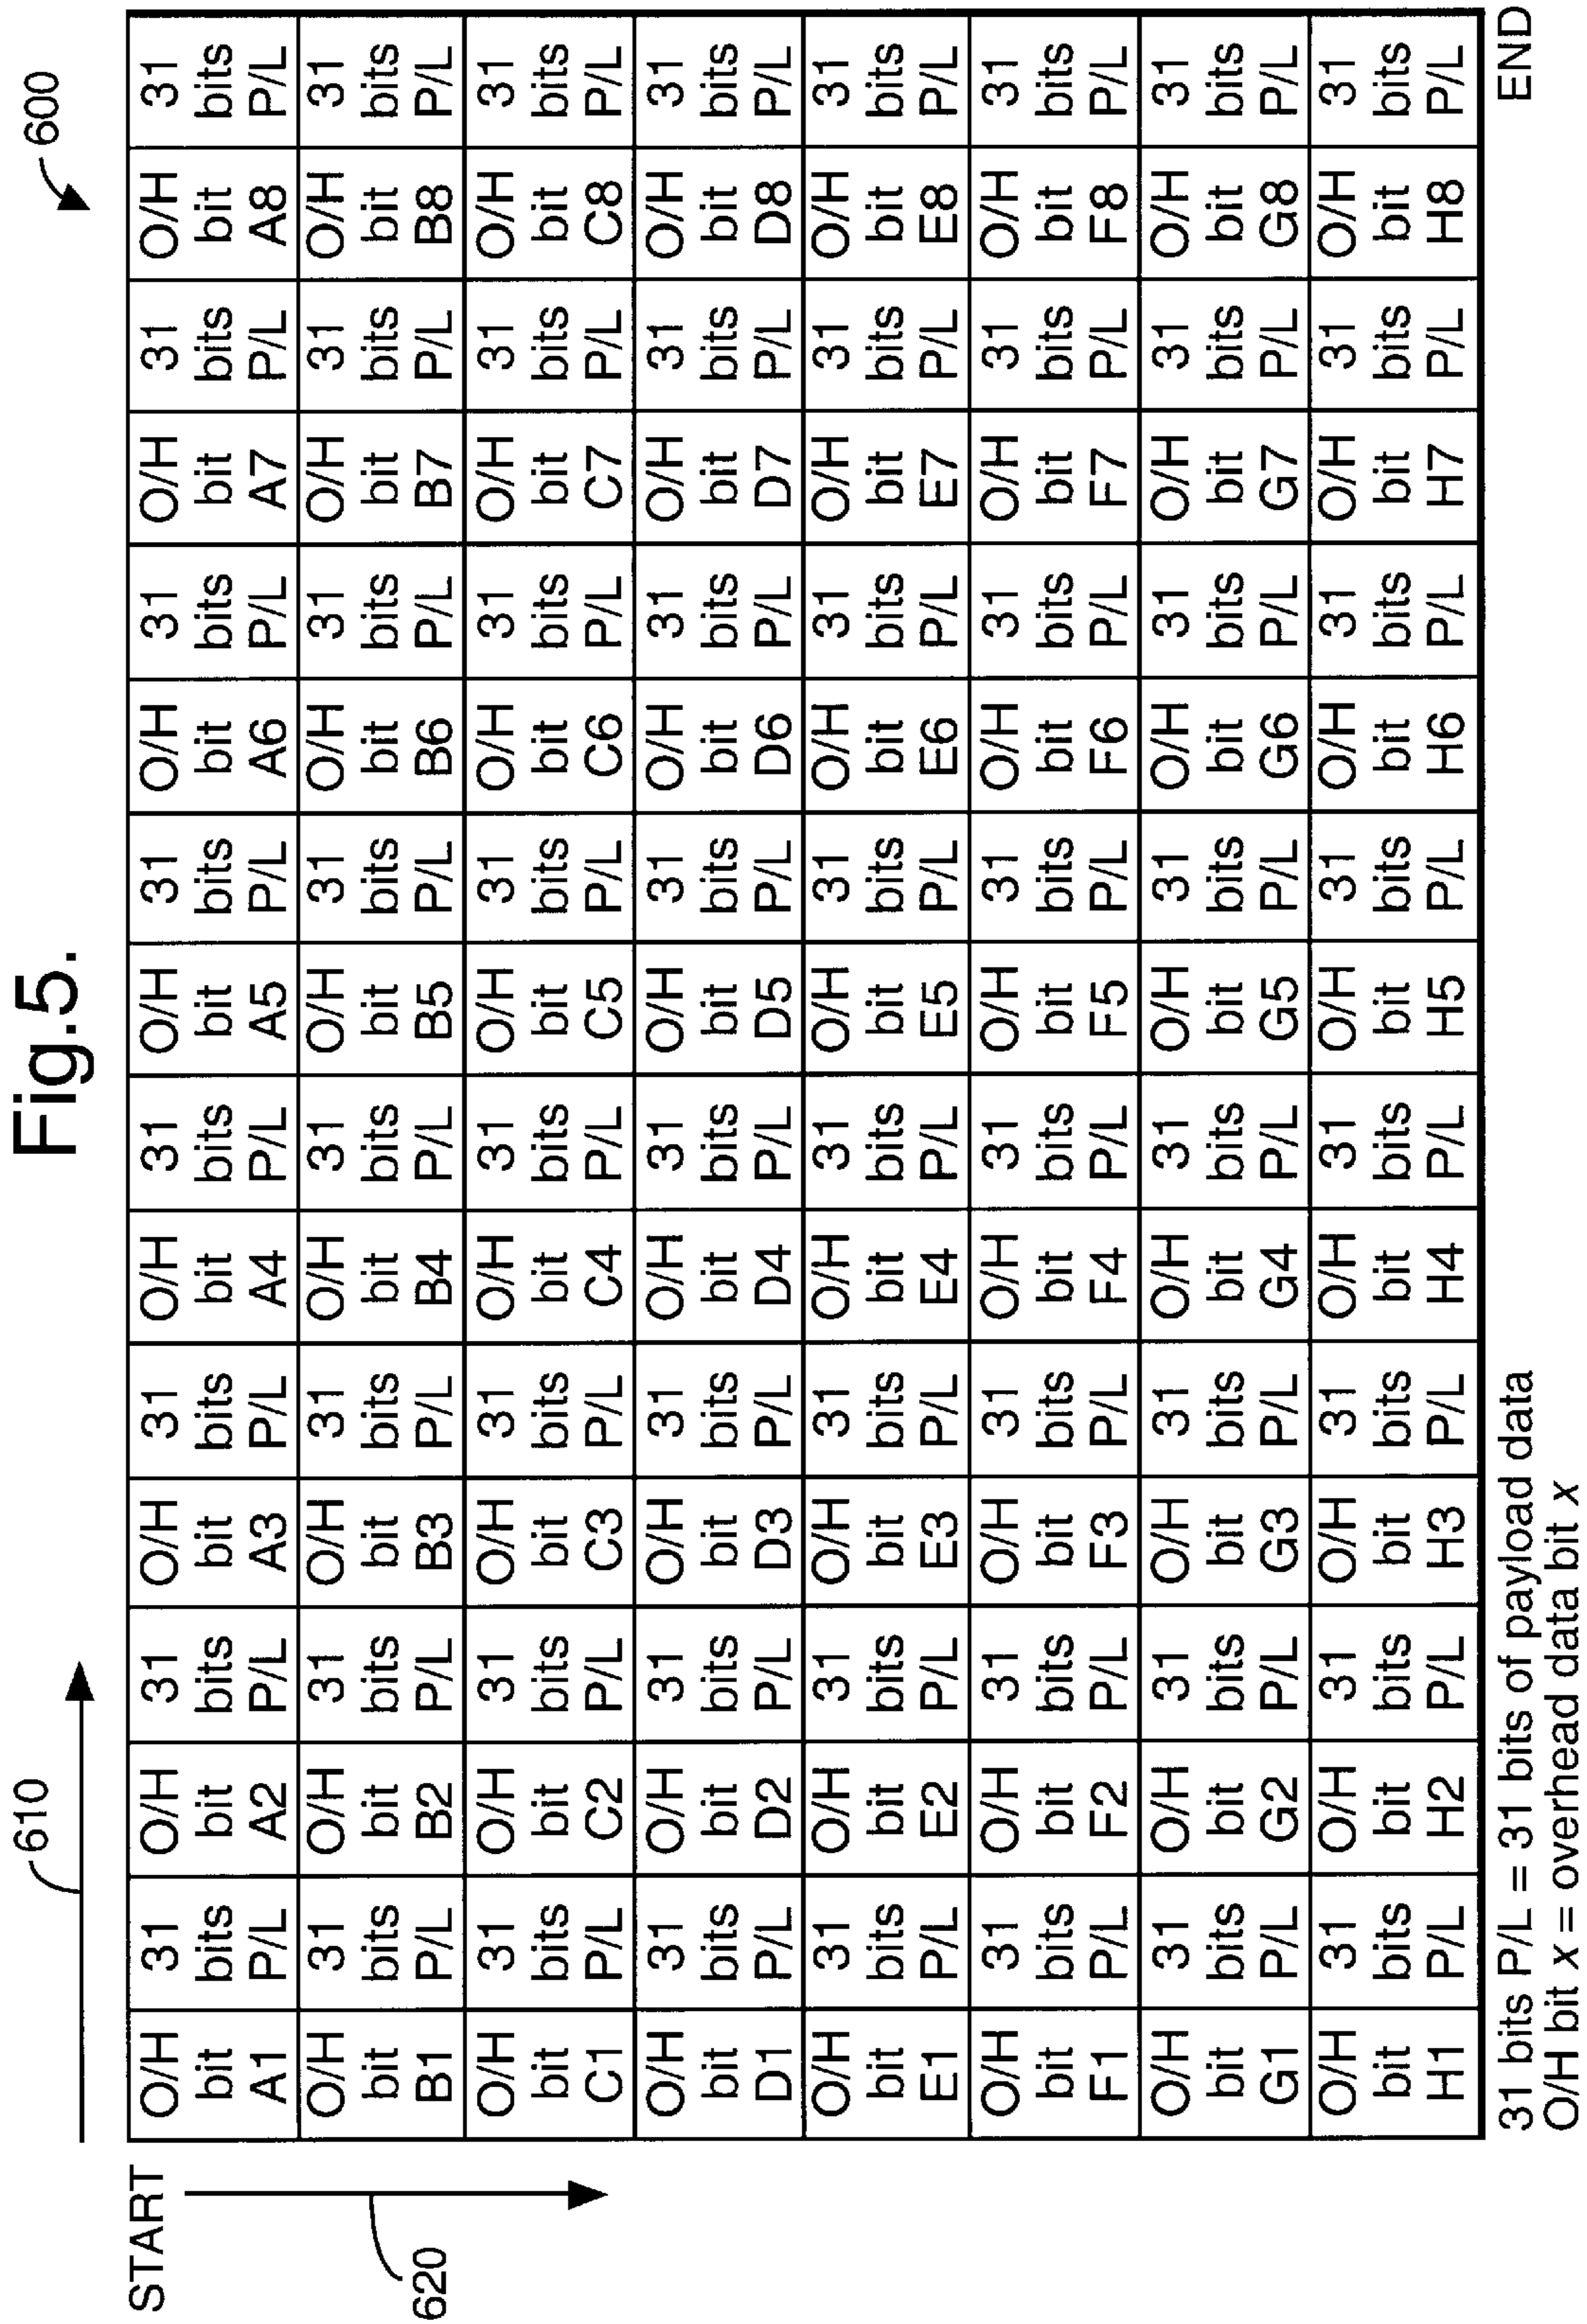 Fig.5.
610
600
START
O/H 31 O/H 31 O/H 31 O/H 31 O/H 31 O/H 31 O/H 31 O/H 31
bit bits bit bits bit bits bit bits bit bits bit bits bit bits bit bits
A1 P/L A2 P/L A3 P/L A4 P/L A5 P/L A6 P/L A7 P/L A8 P/L
O/H 31 O/H 31 O/H 31 O/H 31 O/H 31 O/H 31 O/H 31 O/H 31
bit bits bit bits bit bits bit bits bit bits bit bits bit bits bit bits
B1 P/L B2 P/L B3 P/L B4 P/L B5 P/L B6 P/L B7 P/L B8 P/L
620
O/H 31 O/H 31 O/H 31 O/H 31 O/H 31 O/H 31 O/H 31 O/H 31
bit bits bit bits bit bits bit bits bit bits bit bits bit bits bit bits
C1 P/L C2 P/L C3 P/L C4 P/L C5 P/L C6 P/L C7 P/L C8 P/L
O/H 31 O/H 31 O/H 31 O/H 31 O/H 31 O/H 31 O/H 31 O/H 31
bit bits bit bits bit bits bit bits bit bits bit bits bit bits bit bits
D1 P/L D2 P/L D3 P/L D4 P/L D5 P/L D6 P/L D7 P/L D8 P/L
O/H 31 O/H 31 O/H 31 O/H 31 O/H 31 O/H 31 O/H 31 O/H 31
bit bits bit bits bit bits bit bits bit bits bit bits bit bits bit bits
E1 P/L E2 P/L E3 P/L E4 P/L E5 P/L E6 P/L E7 P/L E8 P/L
O/H 31 O/H 31 O/H 31 O/H 31 O/H 31 O/H 31 O/H 31 O/H 31
bit bits bit bits bit bits bit bits bit bits bit bits bit bits bit bits
F1 P/L F2 P/L F3 P/L F4 P/L F5 P/L F6 P/L F7 P/L F8 P/L
O/H 31 O/H 31 O/H 31 O/H 31 O/H 31 O/H 31 O/H 31 O/H 31
bit bits bit bits bit bits bit bits bit bits bit bits bit bits bit bits
G1 P/L G2 P/L G3 P/L G4 P/L G5 P/L G6 P/L G7 P/L G8 P/L
O/H 31 O/H 31 O/H 31 O/H 31 O/H 31 O/H 31 O/H 31 O/H 31
bit bits bit bits bit bits bit bits bit bits bit bits bit bits bit bits
H1 P/L H2 P/L H3 P/L H4 P/L H5 P/L H6 P/L H7 P/L H8 P/L
31 bits P/L = 31 bits of payload data
END
O/H bit x = overhead data bit x